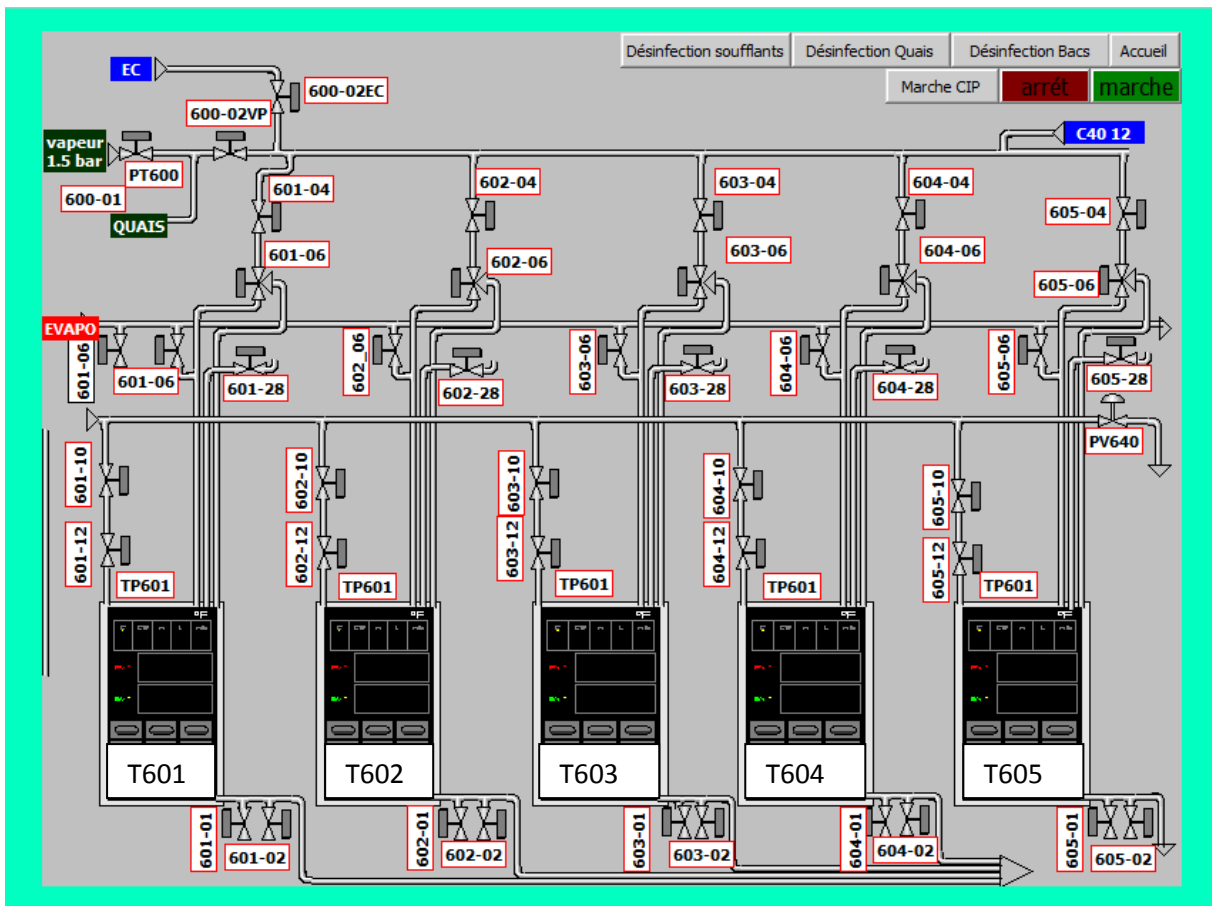 Désinfection soufflants
Désinfection Quais
Désinfection Bacs
Accueil
EC
600-02EC
Marche CIP
arrét
marche
600-02VP
C40 12
vapeur
1.5 bar
PT600
600-01
QUAIS
601-04
602-04
603-04
604-04
605-04
601-06
602-06
603-06
604-06
605-06
EVAPO
601-06
601-06
601-28
602_06
602-28
603-06
603-28
604-06
604-28
605-06
605-28
PV640
601-10
602-10
603-10
604-10
605-10
601-12
602-12
603-12
604-12
605-12
TP601
TP601
TP601
TP601
TP601
°F
°F
°F
°F
°F
T601
T602
T603
T604
T605
601-01
601-02
602-01
602-02
603-01
603-02
604-01
604-02
605-01
605-02